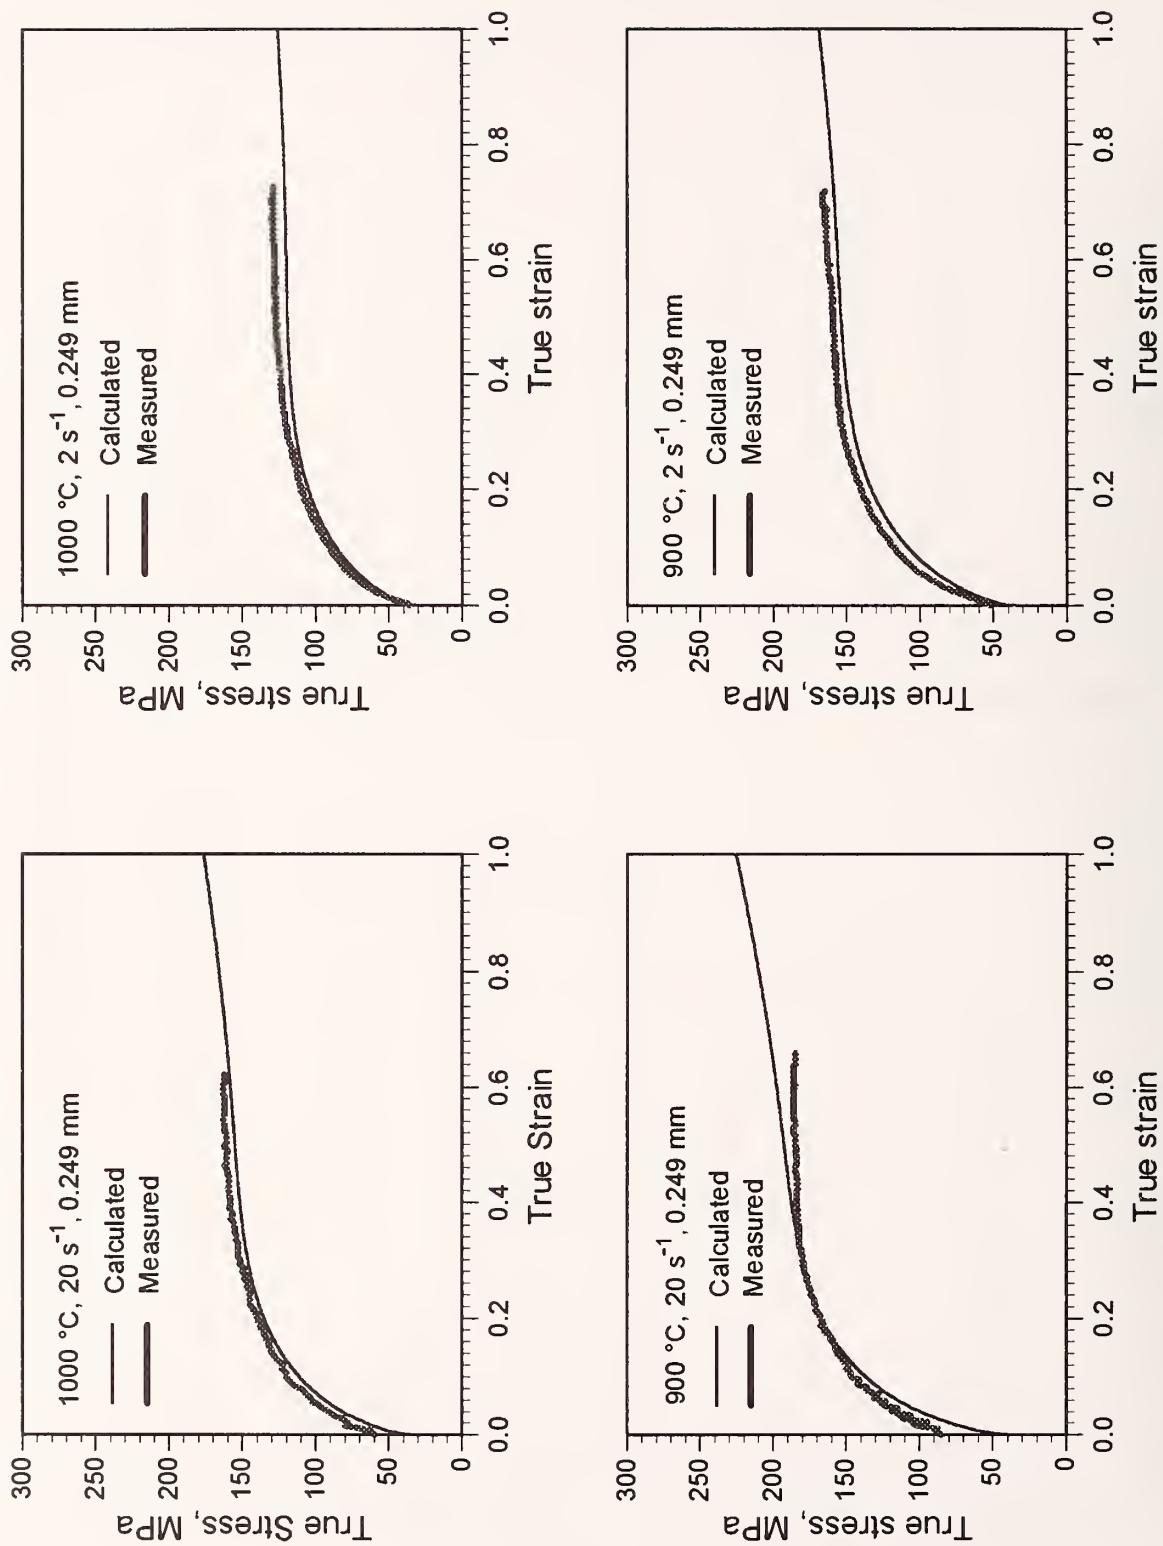 True Stress, MPa
300
250
200
150
100
50
0
1000 °C, 20 s⁻¹, 0.249 mm
Calculated
Measured
0.0 0.2 0.4 0.6 0.8 1.0
True Strain
True stress, MPa
300
250
200
150
100
50
0
1000 °C, 2 s⁻¹, 0.249 mm
Calculated
Measured
0.0 0.2 0.4 0.6 0.8 1.0
True strain
True stress, MPa
300
250
200
150
100
50
0
900 °C, 20 s⁻¹, 0.249 mm
Calculated
Measured
0.0 0.2 0.4 0.6 0.8 1.0
True strain
True stress, MPa
300
250
200
150
100
50
0
900 °C, 2 s⁻¹, 0.249 mm
Calculated
Measured
0.0 0.2 0.4 0.6 0.8 1.0
True strain